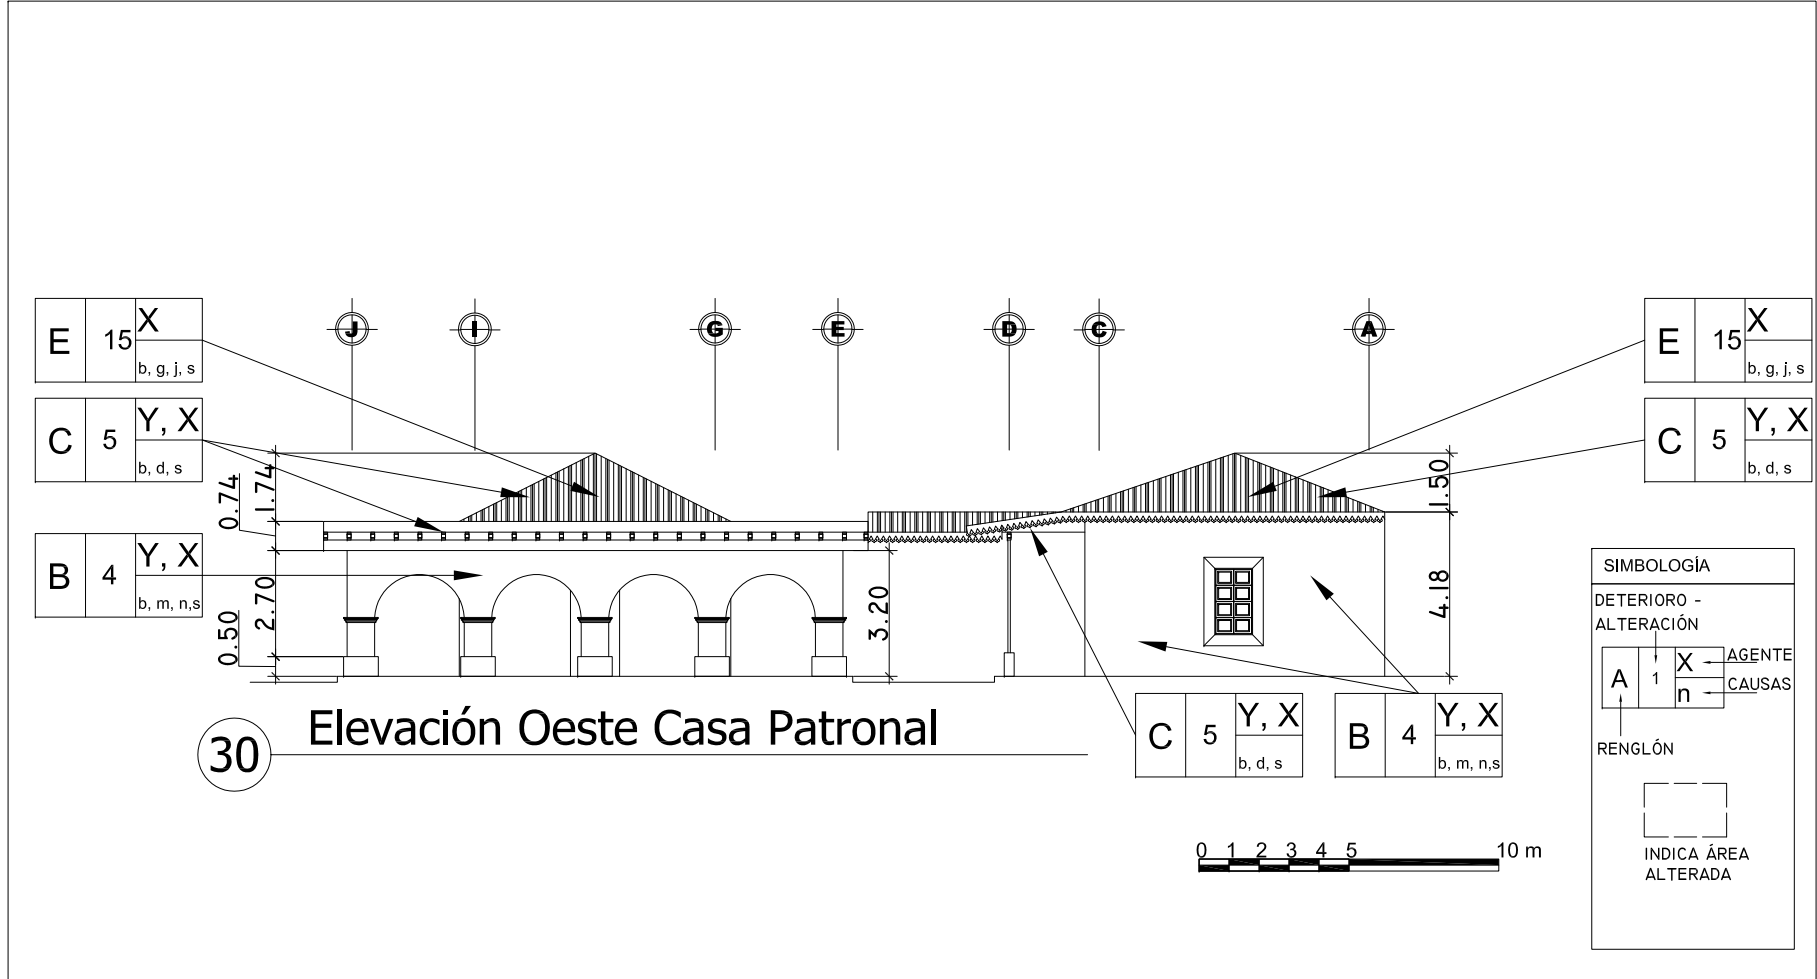 J I G E D C A
E 15 X
b, g, j, s
C 5 Y, X
b, d, s
B 4 Y, X
b, m, n,s
0.74
1.74
2.70
0.50
3.20
E 15 X
b, g, j, s
C 5 Y, X
b, d, s
1.50
4.18
C 5 Y, X
b, d, s
B 4 Y, X
b, m, n,s
30 Elevación Oeste Casa Patronal
0 1 2 3 4 5 10 m
SIMBOLOGÍA
DETERIORO -
ALTERACIÓN
A 1 X AGENTE
n CAUSAS
RENGLÓN
INDICA ÁREA
ALTERADA